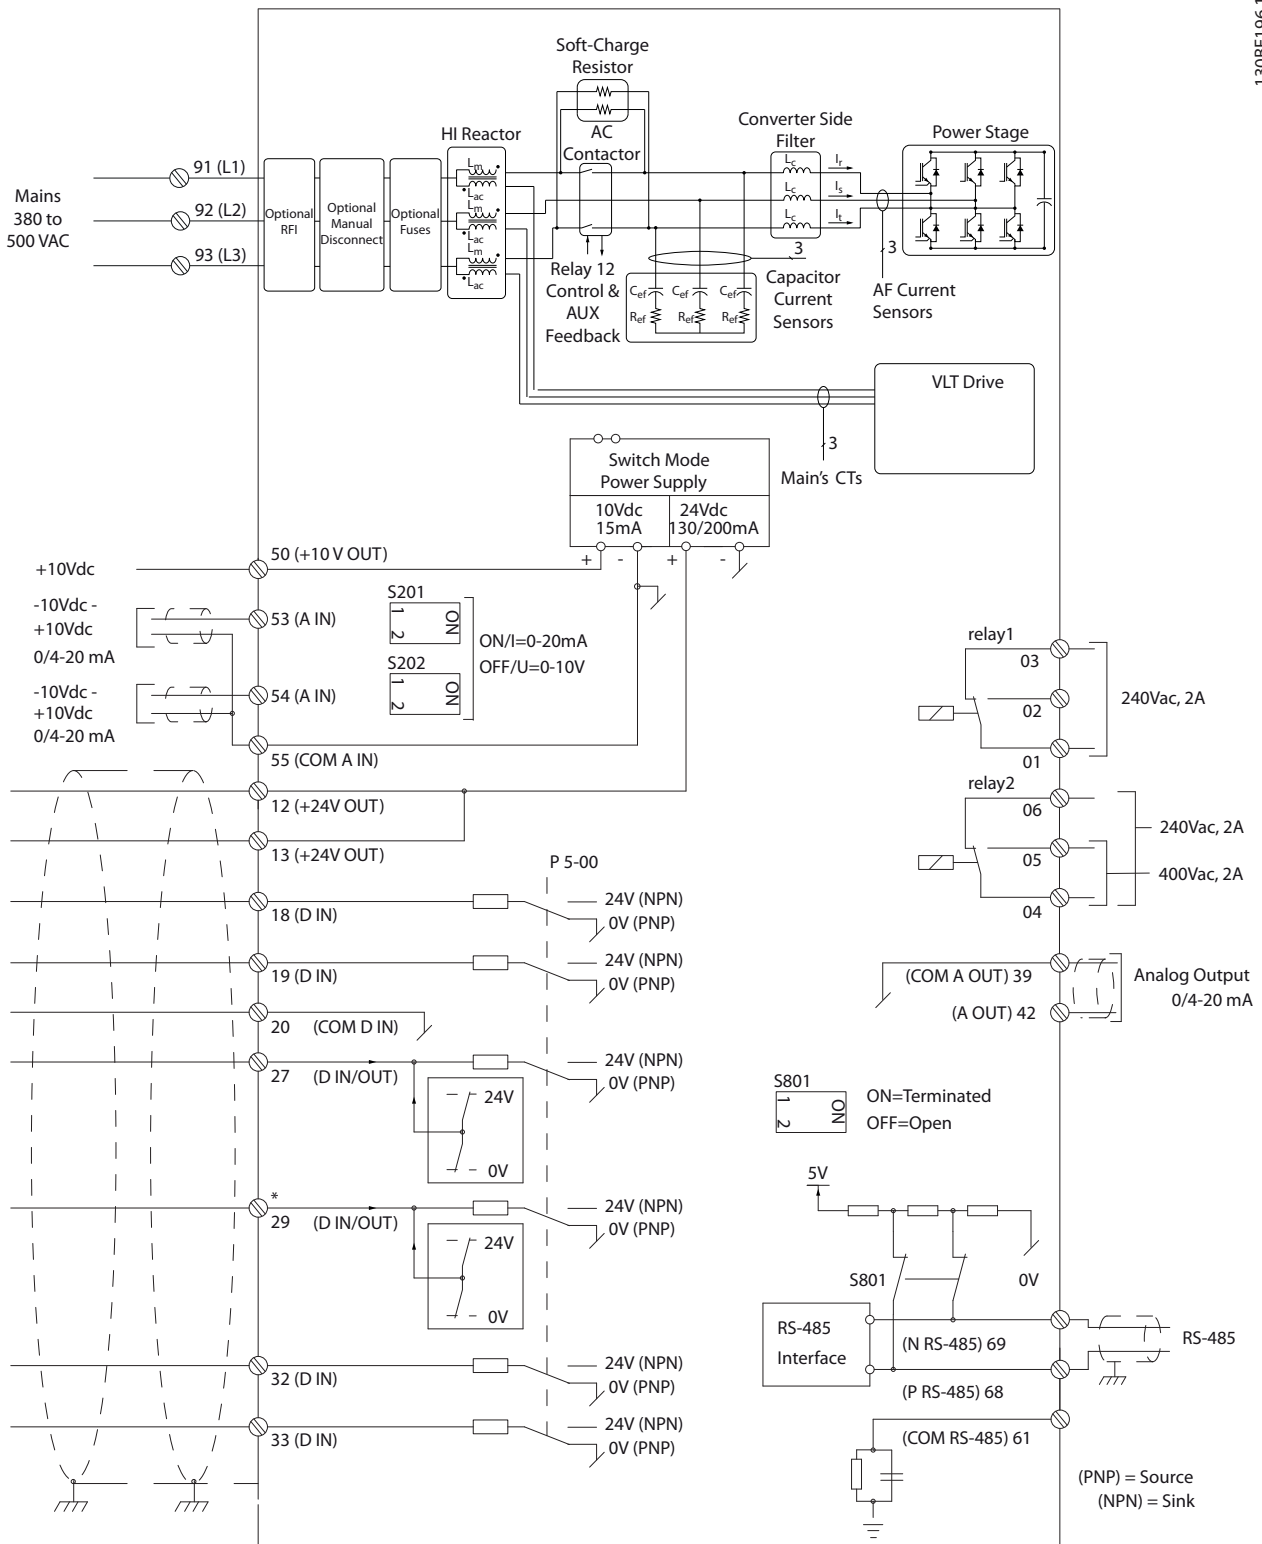 130BE196.1
Soft-Charge
Resistor
AC
Contactor
HI Reactor
Converter Side
Filter
Power Stage
Mains
380 to
500 VAC
91 (L1)
92 (L2)
93 (L3)
Optional
RFI
Optional
Manual
Disconnect
Optional
Fuses
Lm
Lac
Lm
Lac
Lm
Lac
Lc
Lc
Lc
Ir
Is
It
3
3
Relay 12
Control &
AUX
Feedback
Cef
Cef
Cef
Ref
Ref
Ref
Capacitor
Current
Sensors
AF Current
Sensors
VLT Drive
3
Main's CTs
Switch Mode
Power Supply
10Vdc
15mA
24Vdc
130/200mA
+ - + -
+10Vdc
50 (+10 V OUT)
-10Vdc -
+10Vdc
0/4-20 mA
53 (A IN)
-10Vdc -
+10Vdc
0/4-20 mA
54 (A IN)
55 (COM A IN)
S201
1 2 ON
S202
1 2 ON
ON/I=0-20mA
OFF/U=0-10V
12 (+24V OUT)
13 (+24V OUT)
P 5-00
18 (D IN)
24V (NPN)
0V (PNP)
19 (D IN)
24V (NPN)
0V (PNP)
20 (COM D IN)
27 (D IN/OUT)
24V (NPN)
0V (PNP)
24V
0V
*
29 (D IN/OUT)
24V (NPN)
0V (PNP)
24V
0V
32 (D IN)
24V (NPN)
0V (PNP)
33 (D IN)
24V (NPN)
0V (PNP)
relay1
03
02
01
240Vac, 2A
relay2
06
05
04
240Vac, 2A
400Vac, 2A
(COM A OUT) 39
(A OUT) 42
Analog Output
0/4-20 mA
S801
1 2 ON
ON=Terminated
OFF=Open
5V
S801
0V
RS-485
Interface
(N RS-485) 69
(P RS-485) 68
(COM RS-485) 61
RS-485
(PNP) = Source
(NPN) = Sink